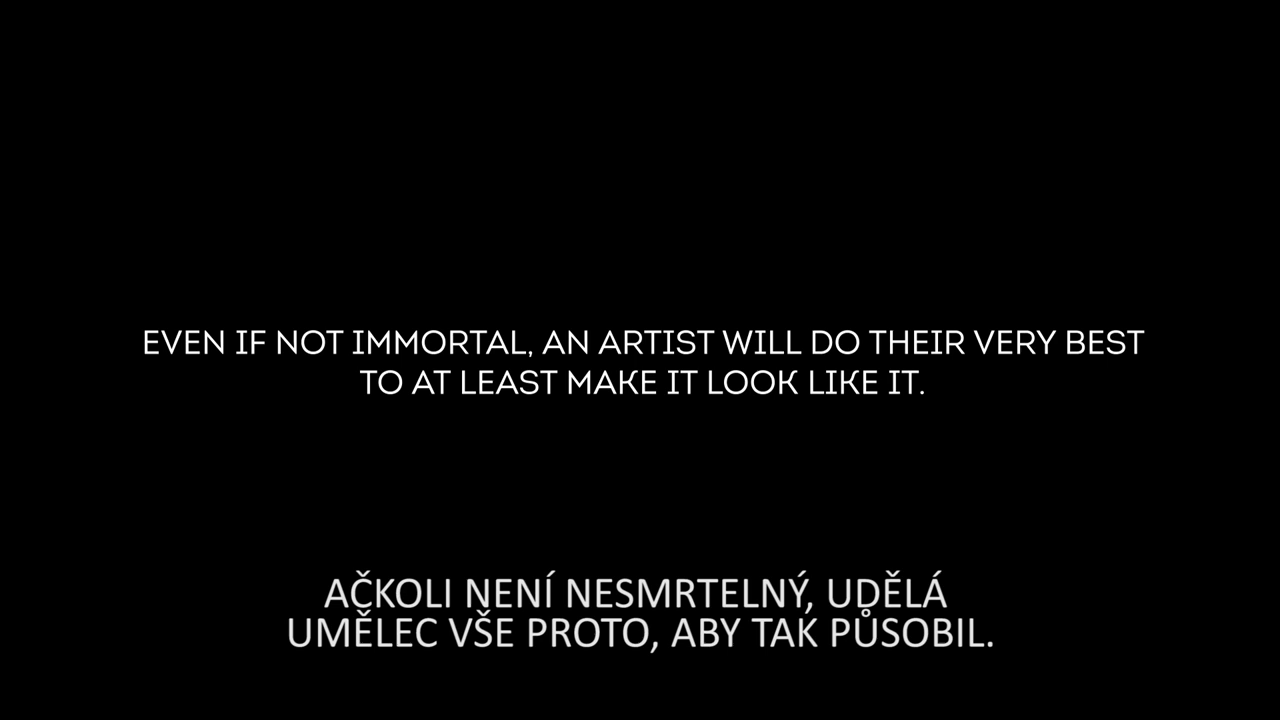 EVEN IF NOT IMMORTAL, AN ARTIST WILL DO THEIR VERY BEST
TO AT LEAST MAKE IT LOOK LIKE IT.
AČKOLI NENÍ NESMRTELNÝ, UDĚLÁ
UMĚLEC VŠE PROTO, ABY TAK PŮSOBIL.